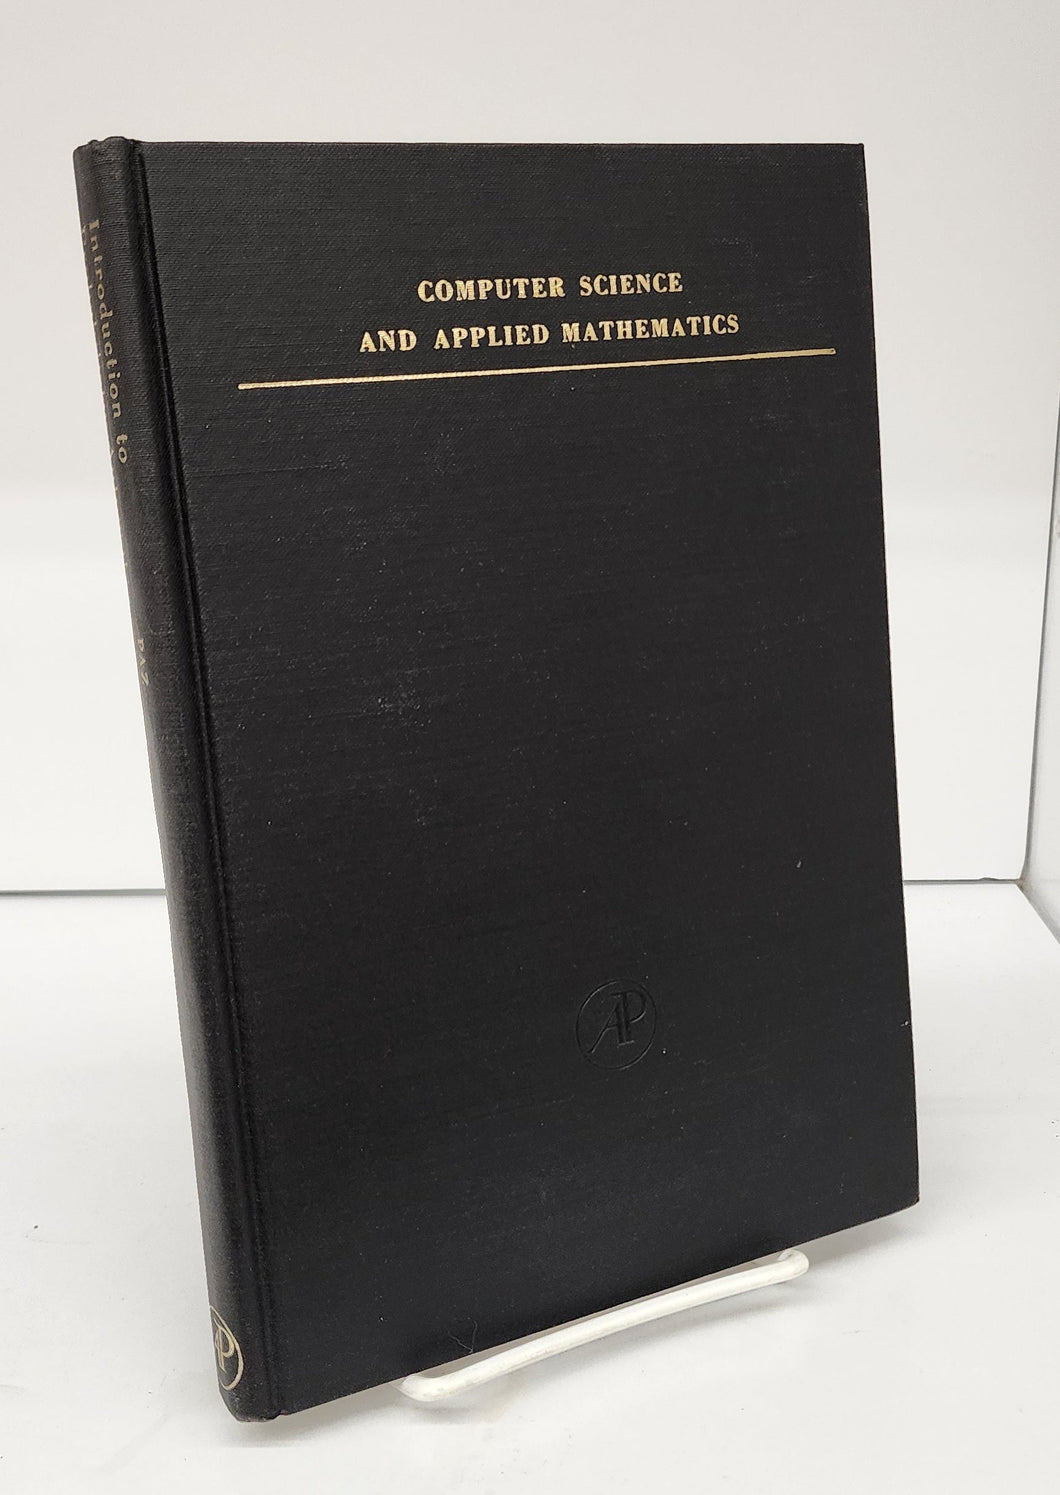 COMPUTER SCIENCE
AND APPLIED MATHEMATICS
AP
Introduction to
PAZ
AP